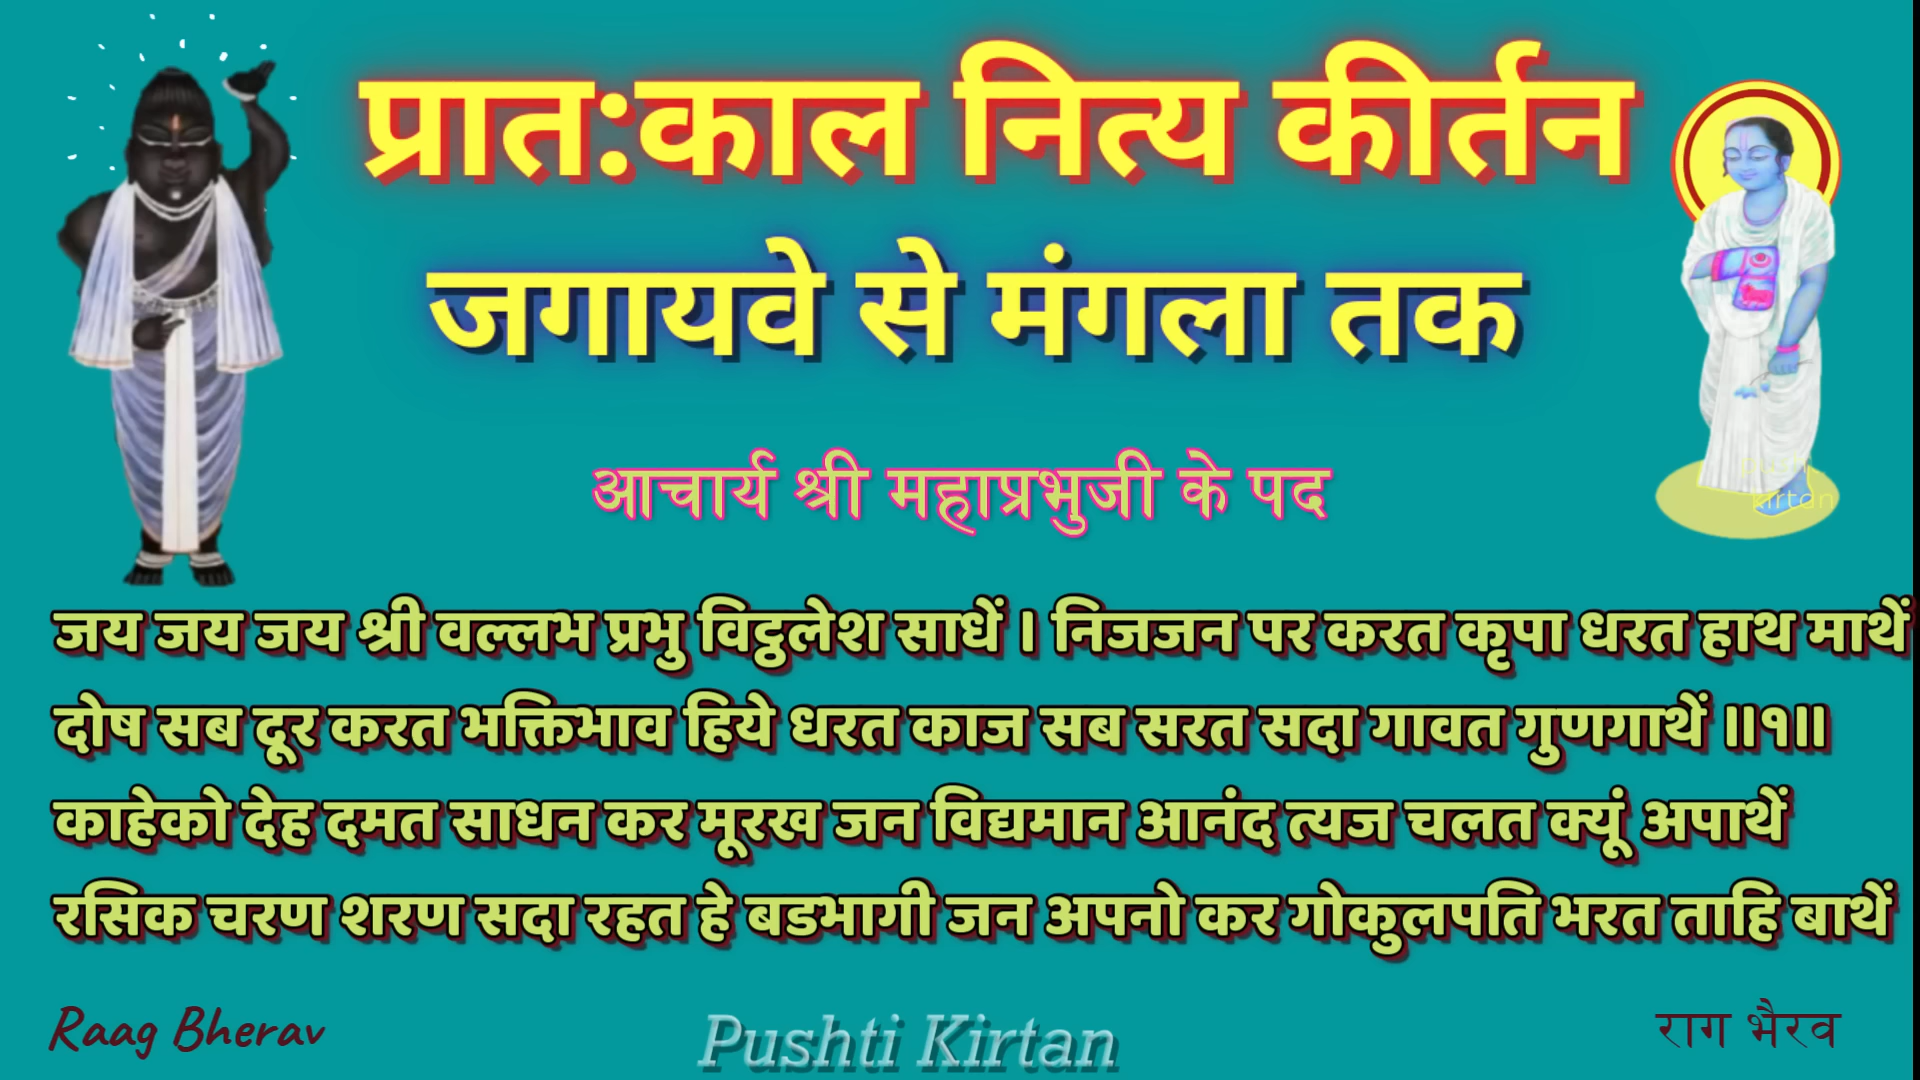 प्रात:काल नित्य कीर्तन
जगायवे से मंगला तक
आचार्य श्री महाप्रभुजी के पद
जय जय जय श्री वल्लभ प्रभु विट्ठलेश साथें । निजजन पर करत कृपा धरत हाथ माथें
दोष सब दूर करत भक्तिभाव हिये धरत काज सब सरत सदा गावत गुणगाथें ॥१॥
काहेको देह दमत साधन कर मूरख जन विद्यमान आनंद त्यज चलत क्यूं अपाथें
रसिक चरण शरण सदा रहत हे बडभागी जन अपनो कर गोकुलपति भरत ताहि बाथें
Raag Bherav
Pushti Kirtan
राग भैरव
pushti
kirtan